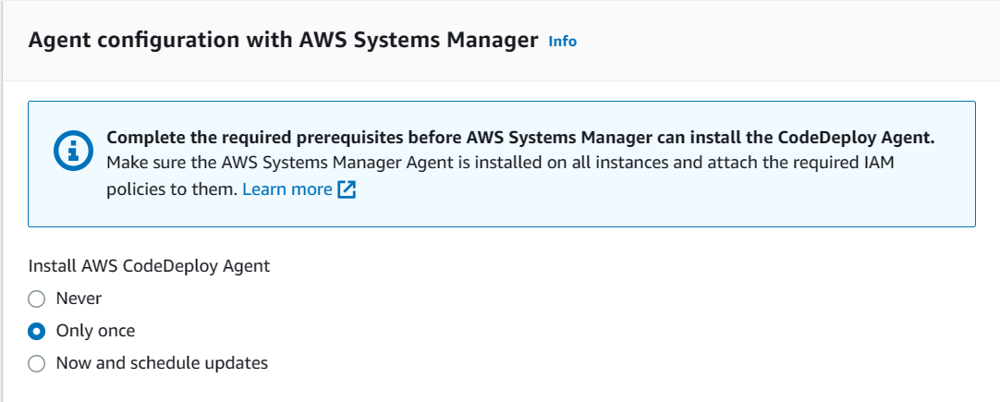 Agent configuration with AWS Systems Manager Info
Complete the required prerequisites before AWS Systems Manager can install the CodeDeploy Agent.
Make sure the AWS Systems Manager Agent is installed on all instances and attach the required IAM
policies to them. Learn more
Install AWS CodeDeploy Agent
Never
Only once
Now and schedule updates